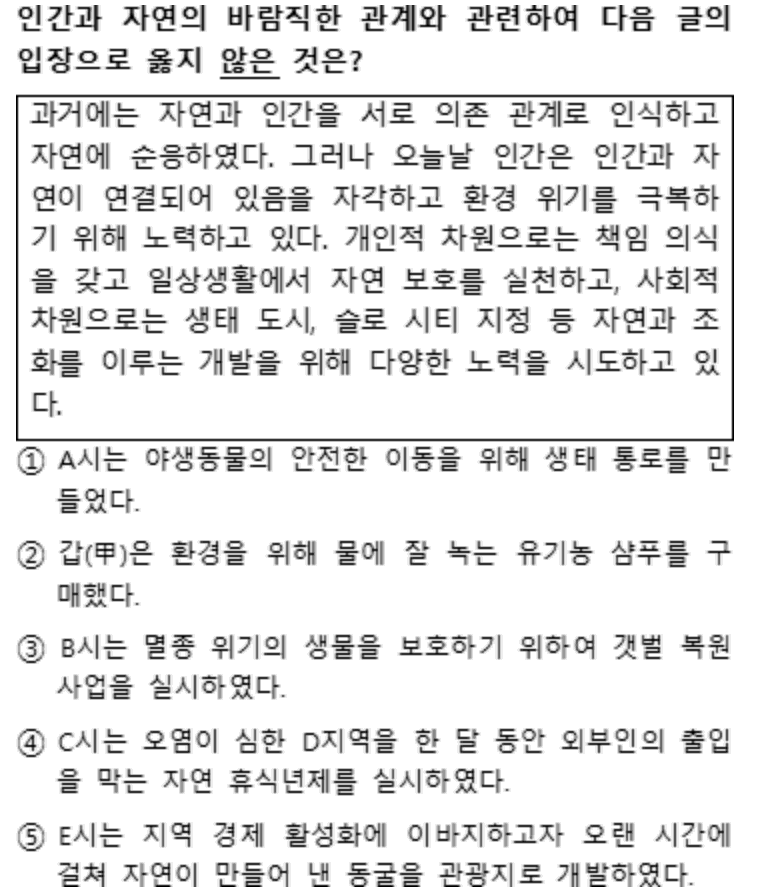 인간과 자연의 바람직한 관계와 관련하여 다음 글의
입장으로 옳지 않은 것은?
과거에는 자연과 인간을 서로 의존 관계로 인식하고
자연에 순응하였다. 그러나 오늘날 인간은 인간과 자
연이 연결되어 있음을 자각하고 환경 위기를 극복하
기 위해 노력하고 있다. 개인적 차원으로는 책임 의식
을 갖고 일상생활에서 자연 보호를 실천하고, 사회적
차원으로는 생태 도시, 슬로 시티 지정 등 자연과 조
화를 이루는 개발을 위해 다양한 노력을 시도하고 있
다.
① A시는 야생동물의 안전한 이동을 위해 생태 통로를 만
들었다.
② 갑(甲)은 환경을 위해 물에 잘 녹는 유기농 샴푸를 구
매했다.
③ B시는 멸종 위기의 생물을 보호하기 위하여 갯벌 복원
사업을 실시하였다.
④ C시는 오염이 심한 D지역을 한 달 동안 외부인의 출입
을 막는 자연 휴식년제를 실시하였다.
⑤ E시는 지역 경제 활성화에 이바지하고자 오랜 시간에
걸쳐 자연이 만들어 낸 동굴을 관광지로 개발하였다.